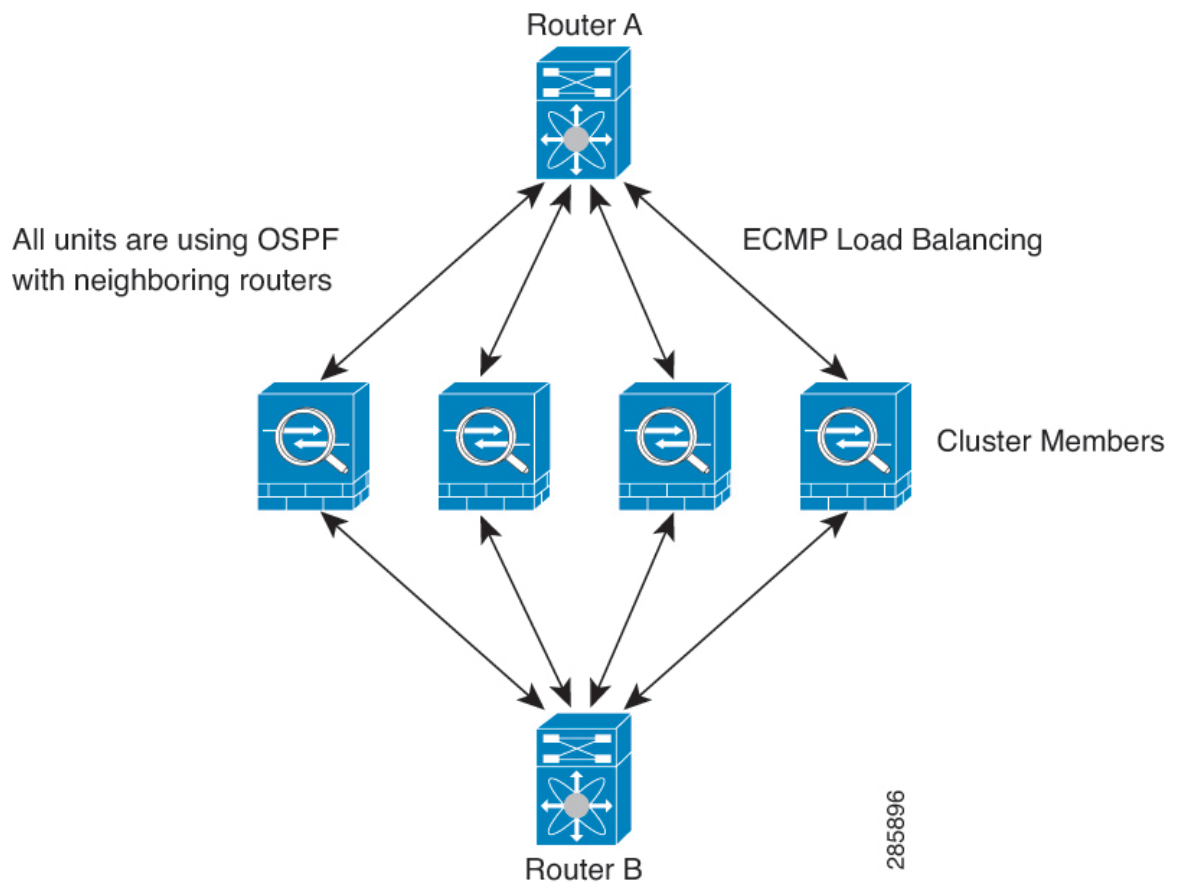 Router A
All units are using OSPF
with neighboring routers
ECMP Load Balancing
Cluster Members
Router B
285896